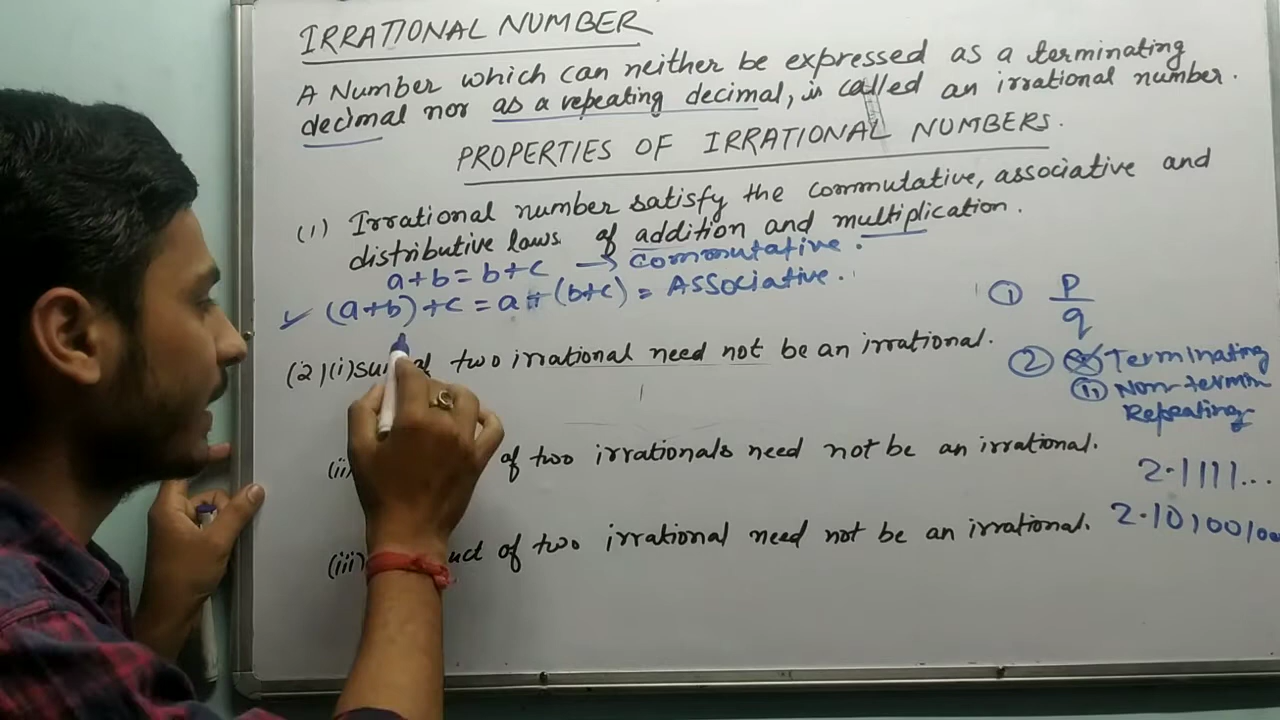 IRRATIONAL NUMBER
A Number which can neither be expressed as a terminating
decimal nor as a repeating decimal, is called an irrational number.
PROPERTIES OF IRRATIONAL NUMBERS.
(1) Irrational number satisfy the commutative, associative and
distributive laws of addition and multiplication.
a+b=b+c → commutative.
✓ (a+b)+c=a+(b+c) = Associative.
(2)(i) of two irrational need not be an irrational.
(ii) of two irrationals need not be an irrational.
(iii) uct of two irrational need not be an irrational.
① p
q
② Terminating
(ii) Non-termin
Repeating
2.1111...
2.1010010